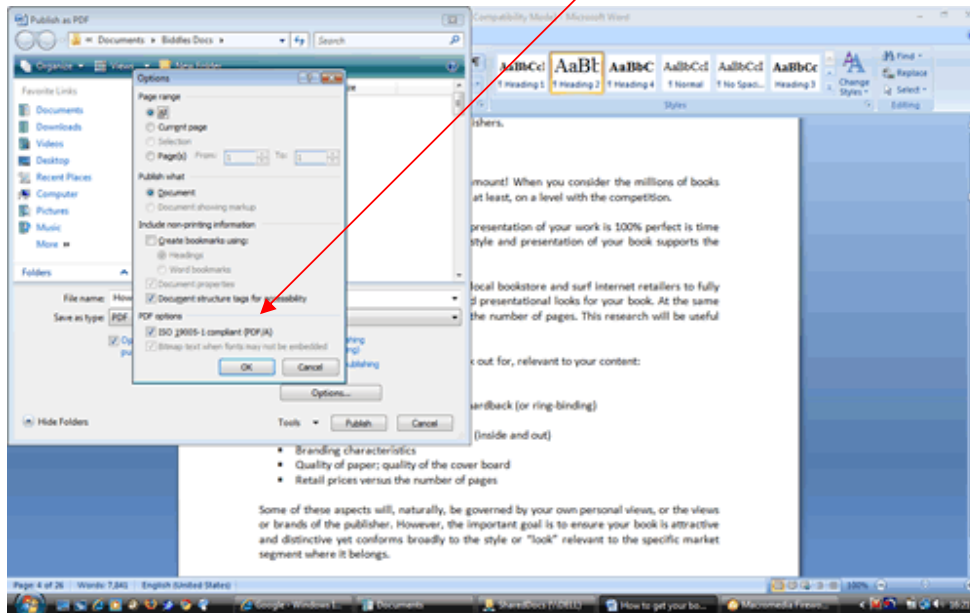 Publish as PDF
Compatibility Mode - Microsoft Word
« Documents » Biddles Docs »
Search
Organize
Views
New Folder
Favorite Links
Documents
Downloads
Videos
Desktop
Recent Places
Computer
Pictures
Music
More »
Folders
File name: How
Save as type: PDF
Hide Folders
Tools
Publish
Cancel
Options...
Options
Page range
All
Current page
Selection
Page(s) From: 1 To: 1
Publish what
Document
Document showing markup
Include non-printing information
Create bookmarks using:
Headings
Word bookmarks
Document properties
Document structure tags for accessibility
PDF options
ISO 19005-1 compliant (PDF/A)
Bitmap text when fonts may not be embedded
OK Cancel
AaBbCcI AaBt AaBbC AaBbCcI AaBbCcI AaBbCc
¶ Heading 1 ¶ Heading 2 ¶ Heading 4 ¶ Normal ¶ No Spaci... Heading 3
Change
Styles
Find
Replace
Select
Styles
Editing
ishers.
mount! When you consider the millions of books
at least, on a level with the competition.
presentation of your work is 100% perfect is time
style and presentation of your book supports the
local bookstore and surf internet retailers to fully
d presentational looks for your book. At the same
the number of pages. This research will be useful
k out for, relevant to your content:
ardback (or ring-binding)
(inside and out)
• Branding characteristics
• Quality of paper; quality of the cover board
• Retail prices versus the number of pages
Some of these aspects will, naturally, be governed by your own personal views, or the views
or brands of the publisher. However, the important goal is to ensure your book is attractive
and distinctive yet conforms broadly to the style or "look" relevant to the specific market
segment where it belongs.
Page: 4 of 26 Words: 7,841 English (United States)
100%
Google - Windows I... Documents SharedDocs (\\DELL) How to get your bo... Macromedia Firewo...